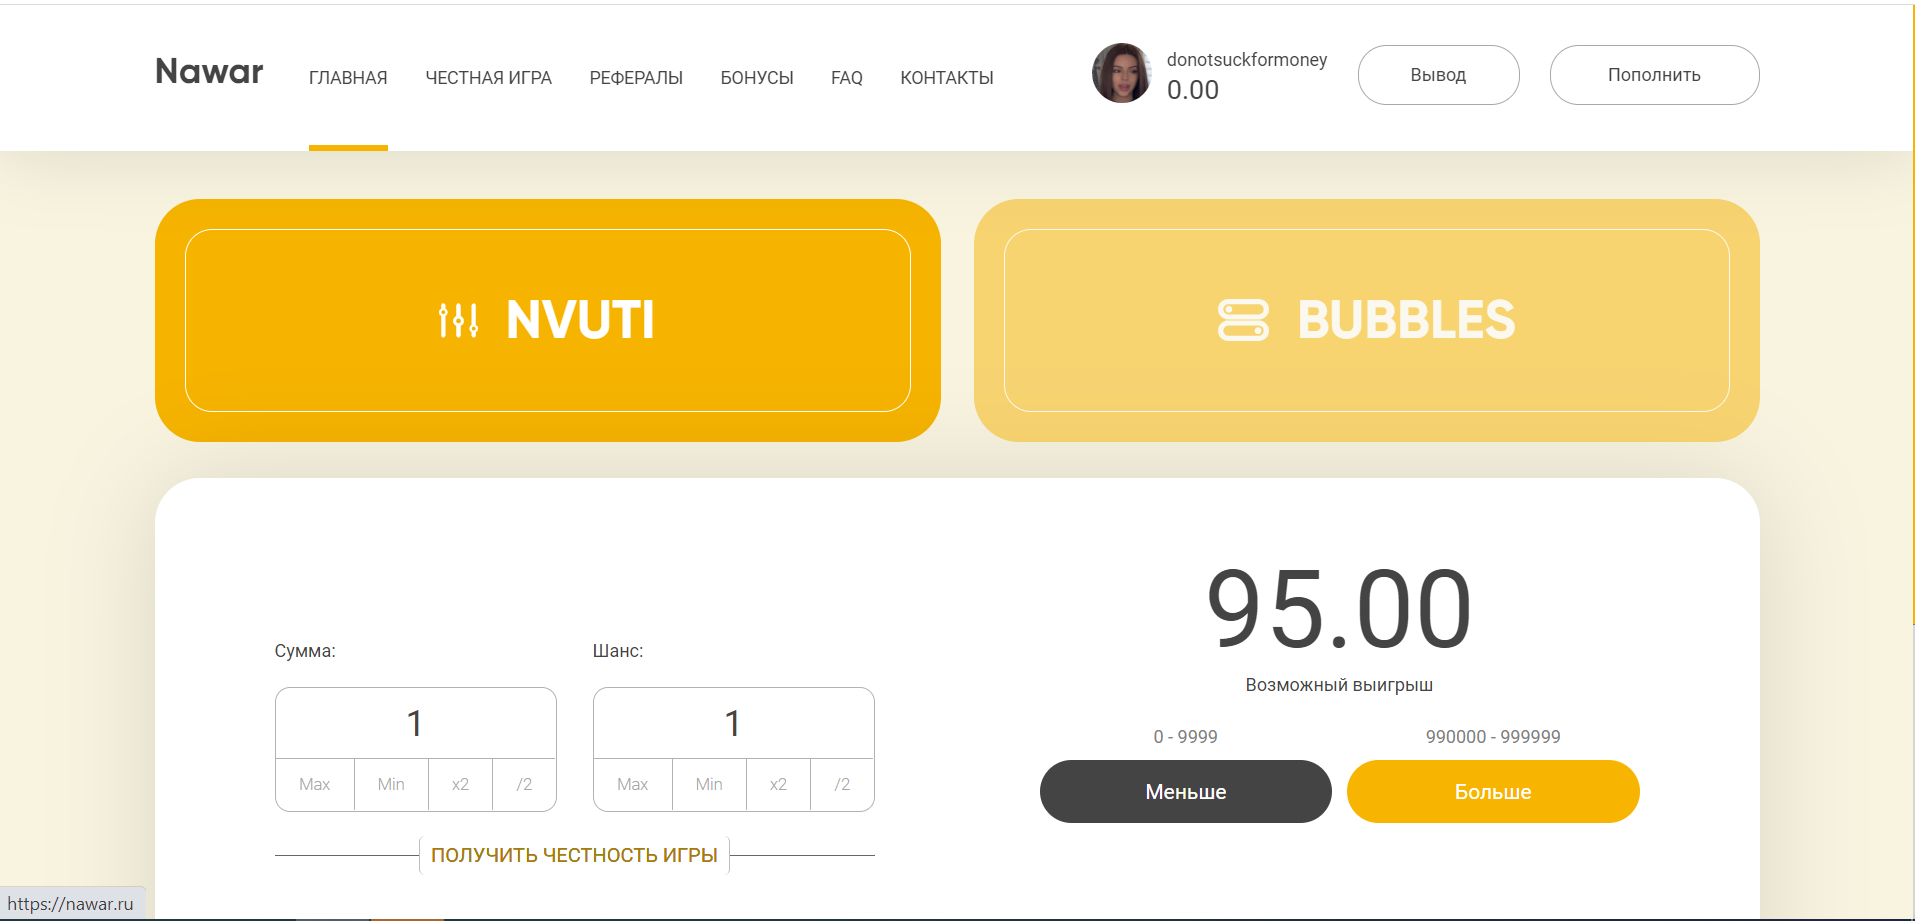 Nawar
ГЛАВНАЯ ЧЕСТНАЯ ИГРА РЕФЕРАЛЫ БОНУСЫ FAQ КОНТАКТЫ
donotsuckformoney
0.00
Вывод
Пополнить
NVUTI
BUBBLES
Сумма:
1
Max Min x2 /2
Шанс:
1
Max Min x2 /2
ПОЛУЧИТЬ ЧЕСТНОСТЬ ИГРЫ
95.00
Возможный выигрыш
0 - 9999
Меньше
990000 - 999999
Больше
https://nawar.ru